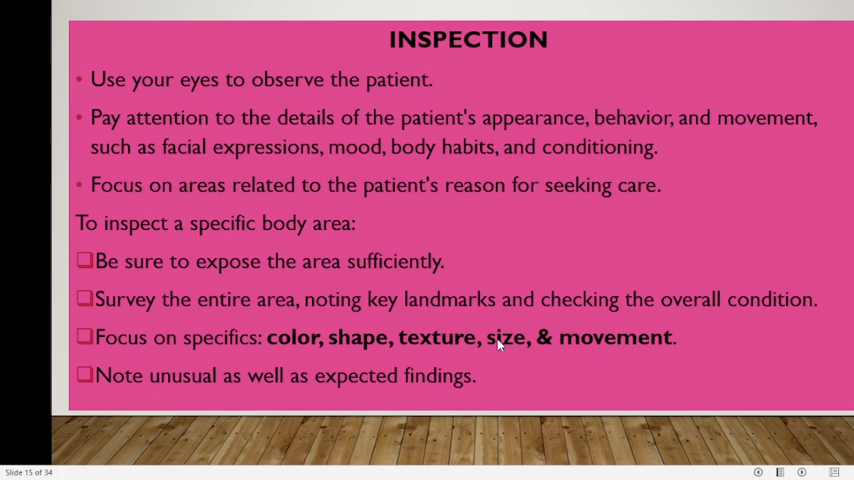 INSPECTION
• Use your eyes to observe the patient.
• Pay attention to the details of the patient's appearance, behavior, and movement,
such as facial expressions, mood, body habits, and conditioning.
• Focus on areas related to the patient's reason for seeking care.
To inspect a specific body area:
❑Be sure to expose the area sufficiently.
❑Survey the entire area, noting key landmarks and checking the overall condition.
❑Focus on specifics: color, shape, texture, size, & movement.
❑Note unusual as well as expected findings.
Slide 15 of 34